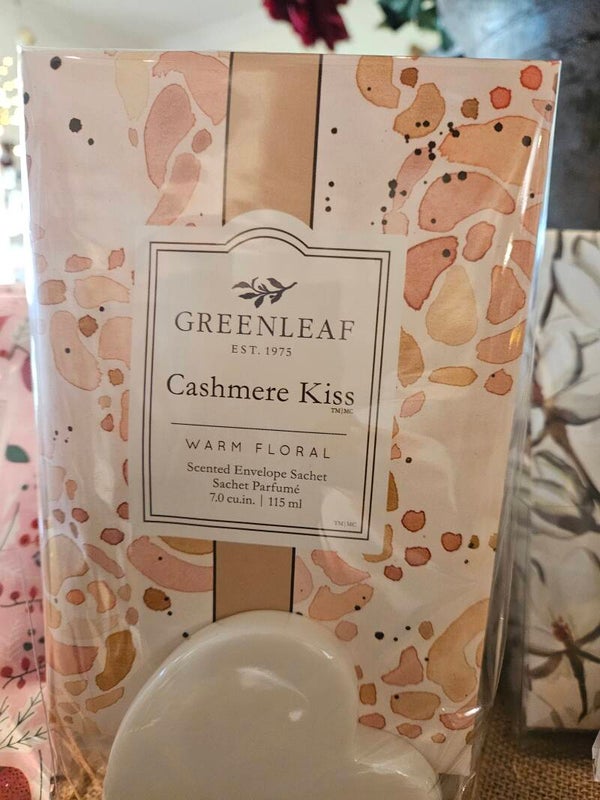 GREENLEAF
EST. 1975
Cashmere Kiss
TM|MC
WARM FLORAL
Scented Envelope Sachet
Sachet Parfumé
7.0 cu.in. | 115 ml
TM|MC